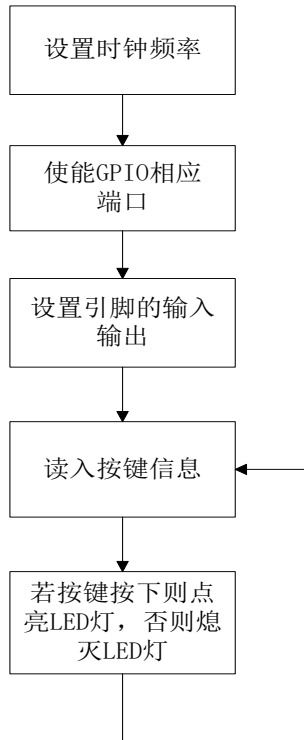 设置时钟频率
使能GPIO相应
端口
设置引脚的输入
输出
读入按键信息
若按键按下则点
亮LED灯，否则熄
灭LED灯